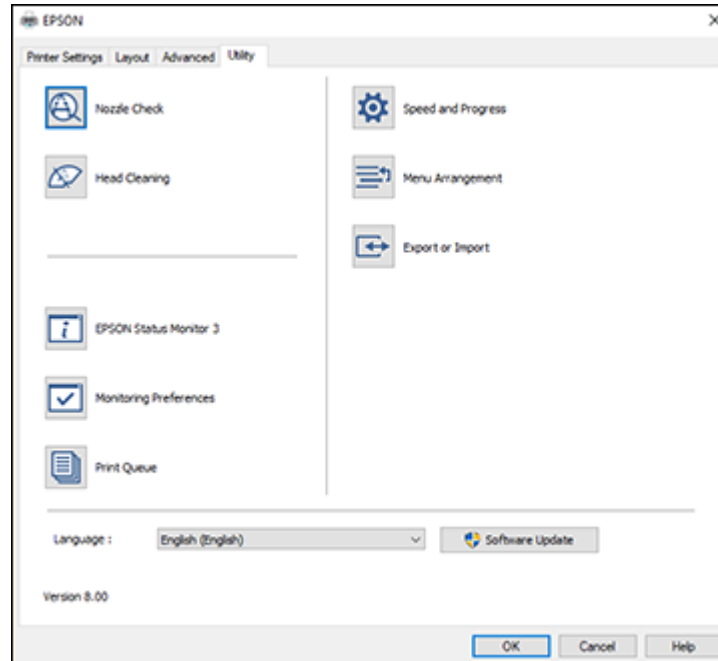 EPSON
Printer Settings Layout Advanced Utility
Nozzle Check
Head Cleaning
EPSON Status Monitor 3
Monitoring Preferences
Print Queue
Speed and Progress
Menu Arrangement
Export or Import
Language : English (English) Software Update
Version 8.00
OK Cancel Help